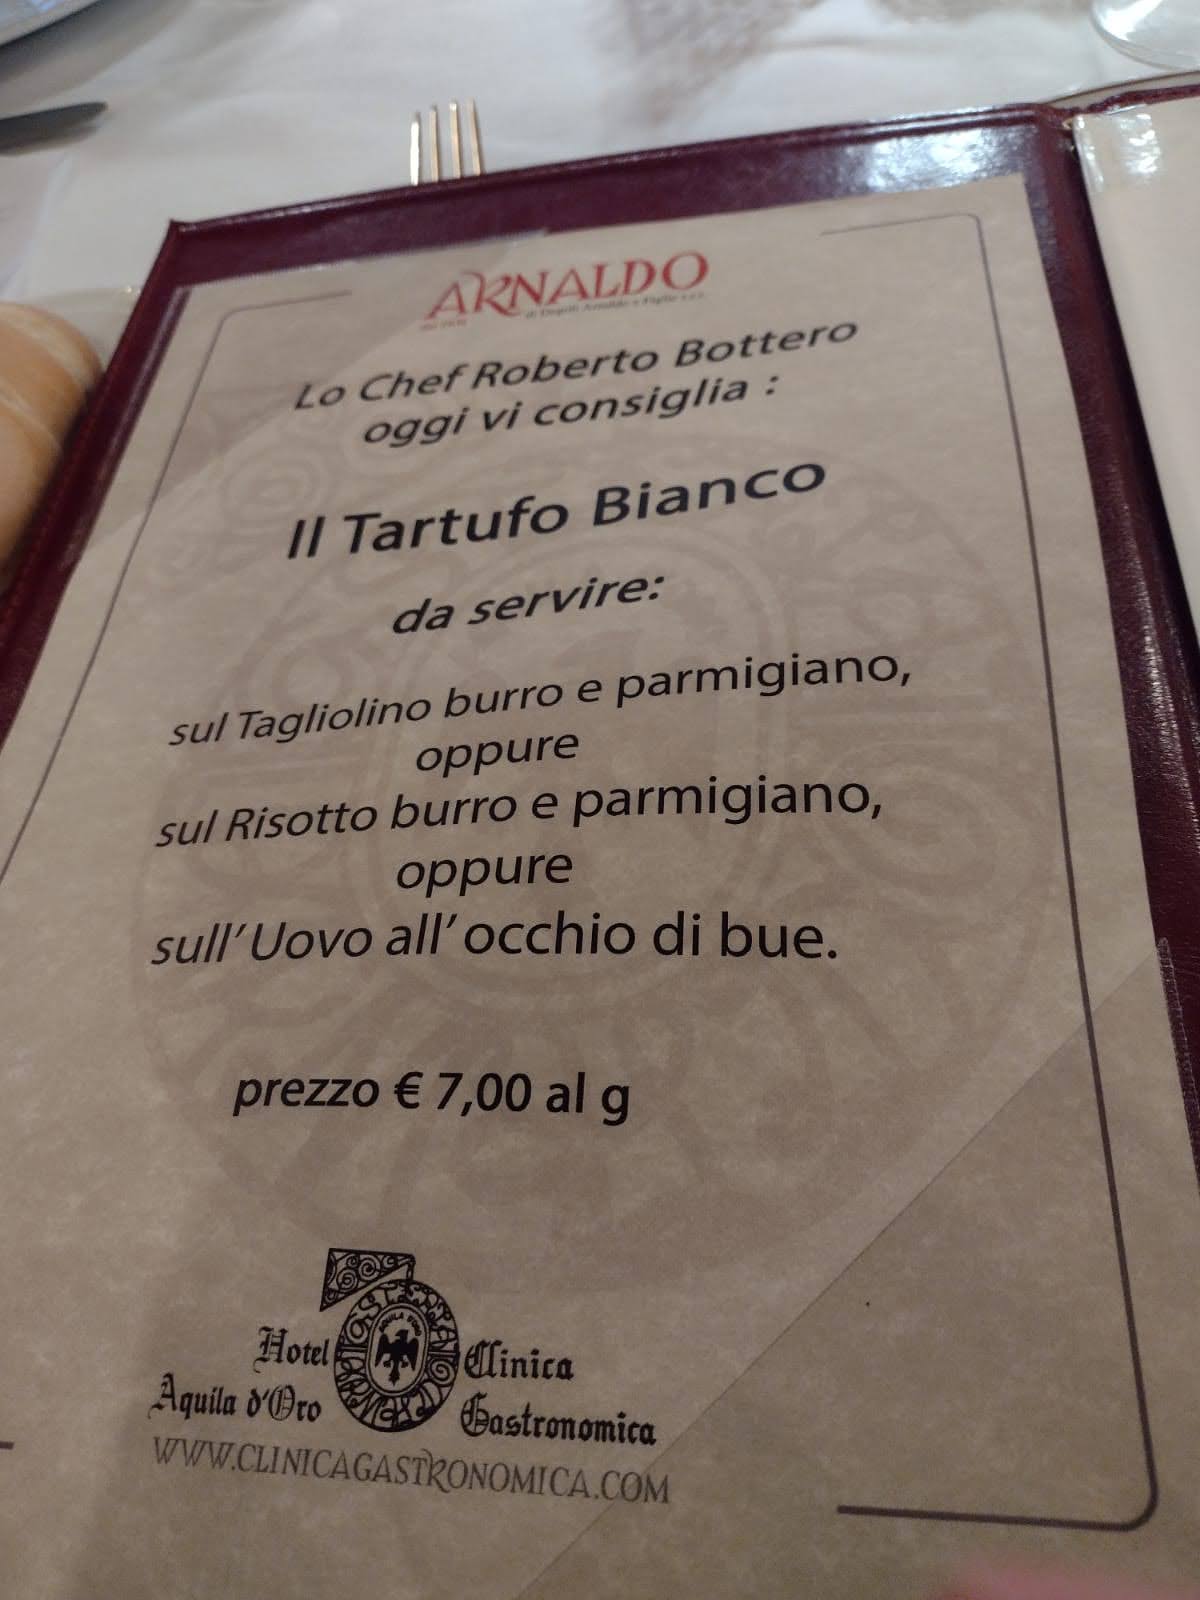 ARNALDO
Lo Chef Roberto Bottero
oggi vi consiglia :
Il Tartufo Bianco
da servire:
sul Tagliolino burro e parmigiano,
oppure
sul Risotto burro e parmigiano,
oppure
sull'Uovo all'occhio di bue.
prezzo € 7,00 al g
Hotel Clinica
Aquila d'Oro Gastronomica
WWW.CLINICAGASTRONOMICA.COM